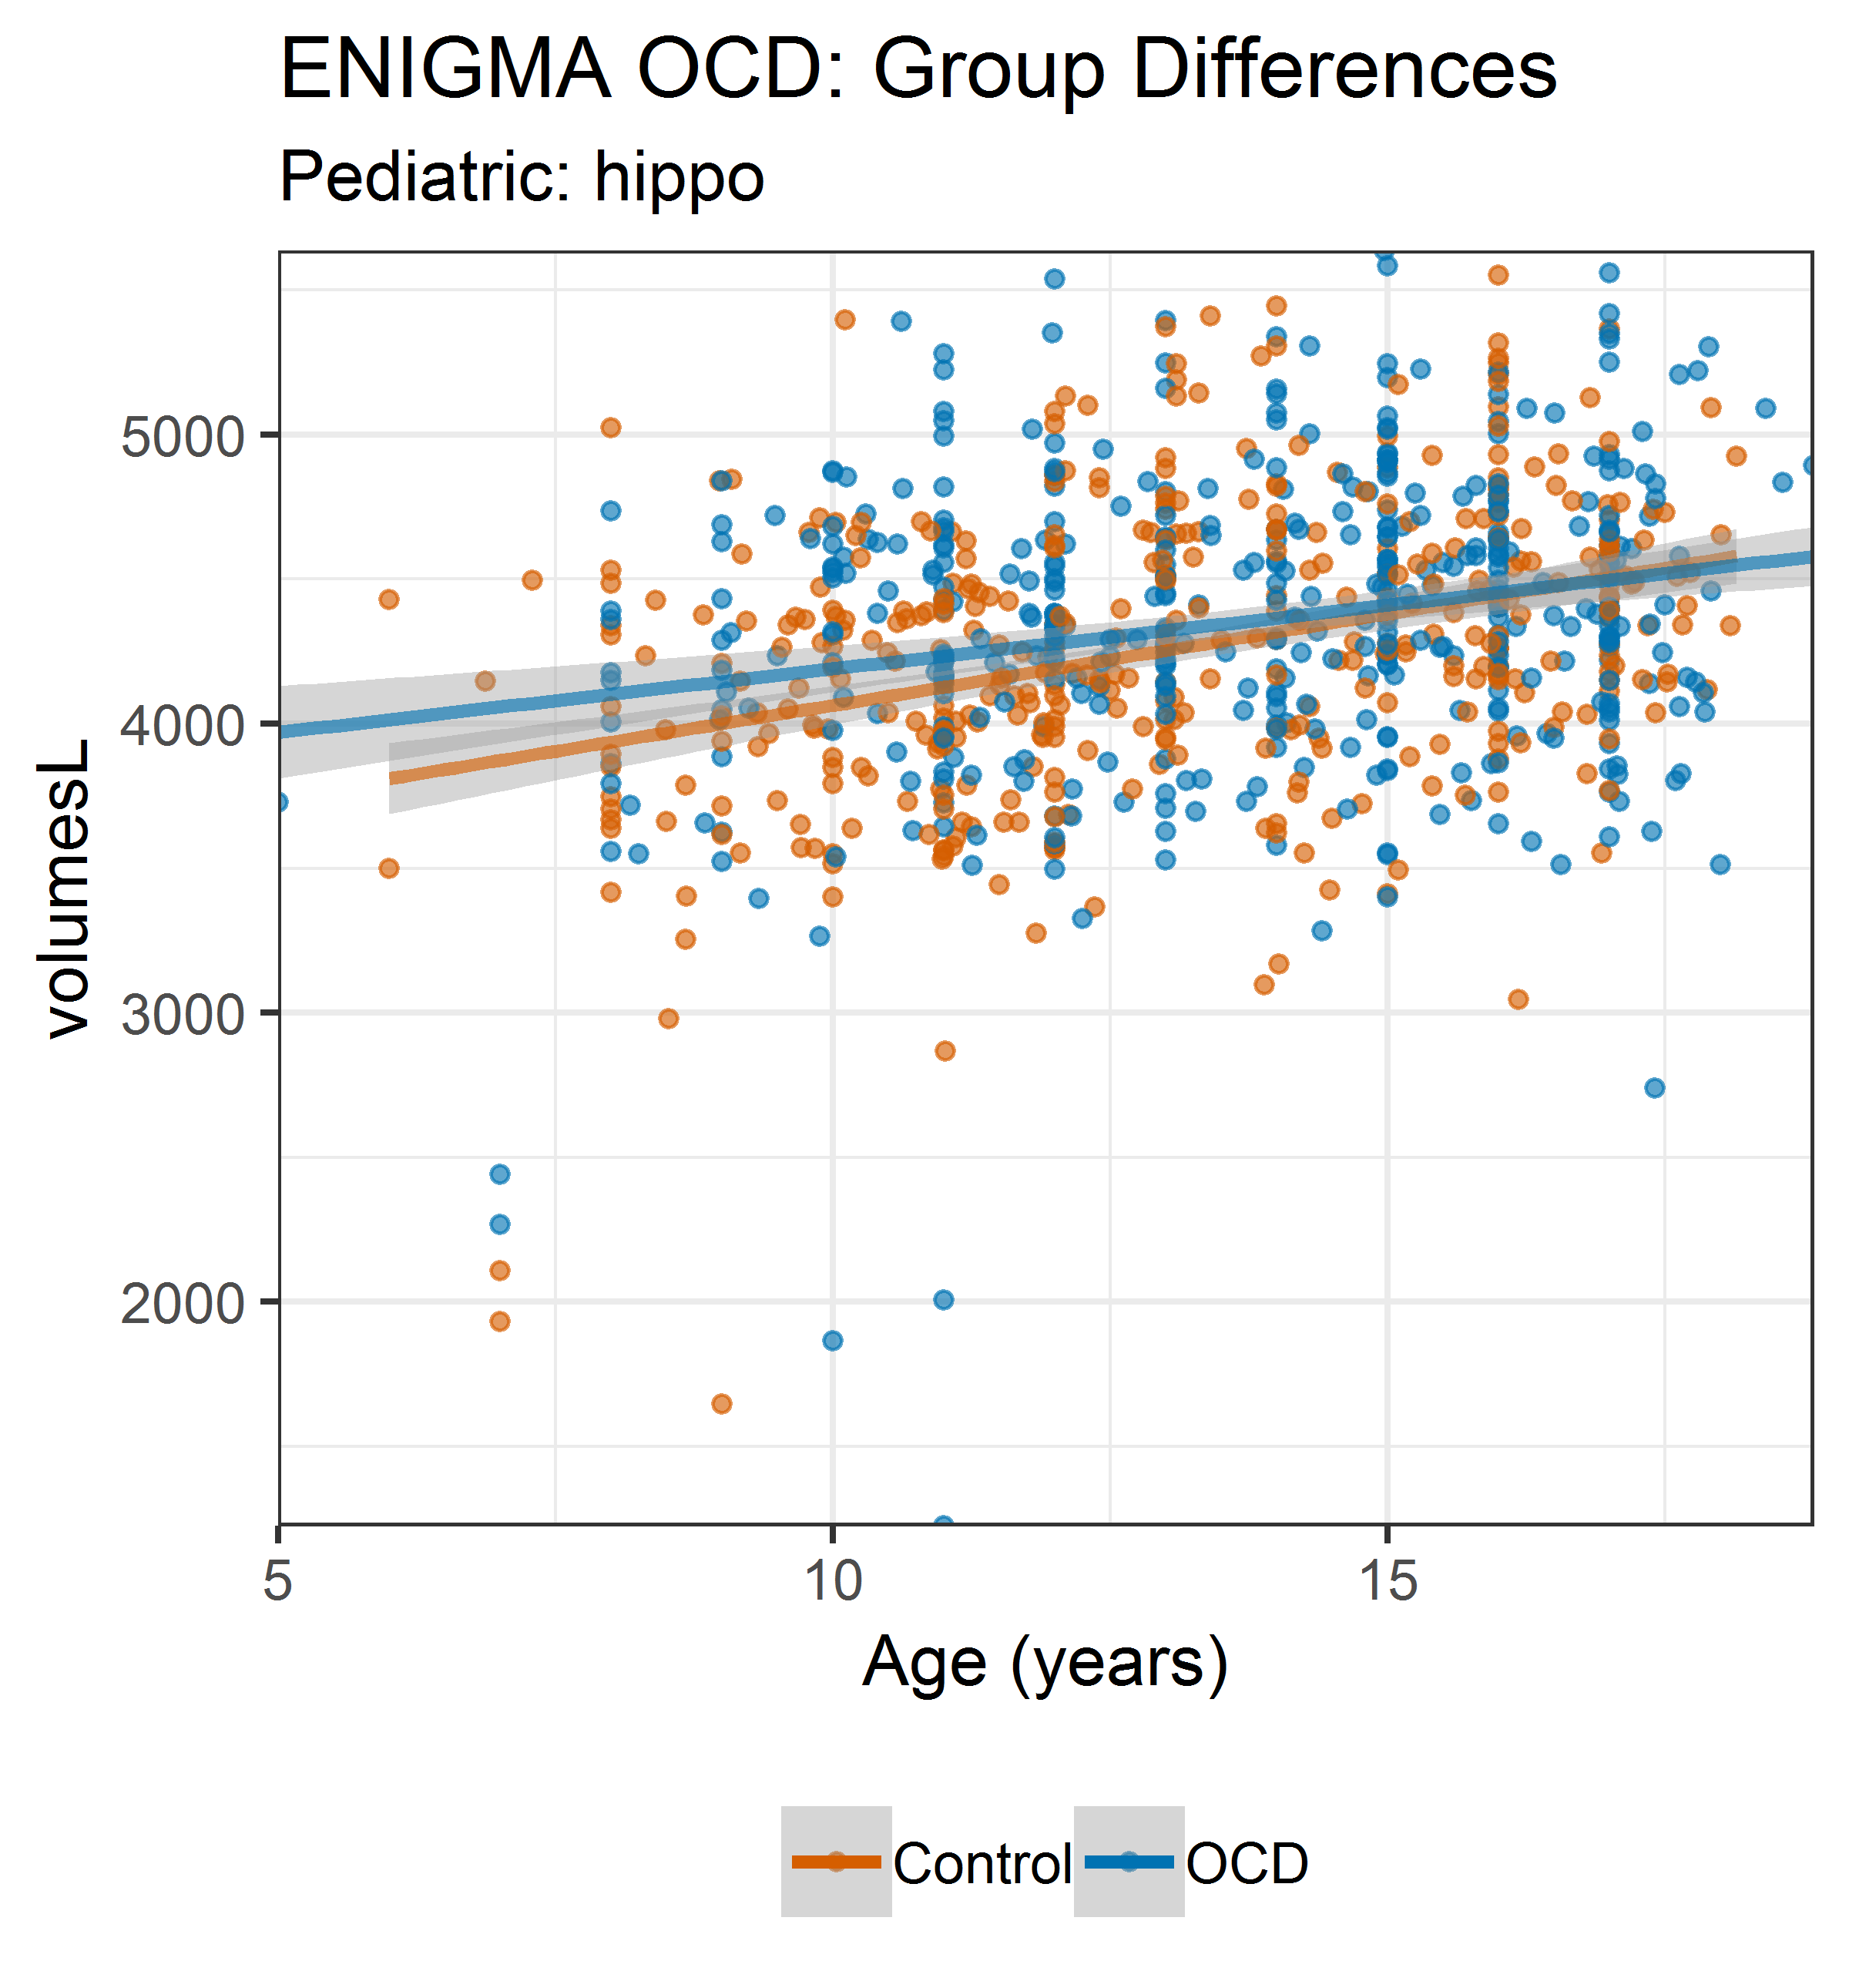 ENIGMA OCD: Group Differences
Pediatric: hippo
volumesL
5000
4000
3000
2000
5 10 15
Age (years)
Control OCD